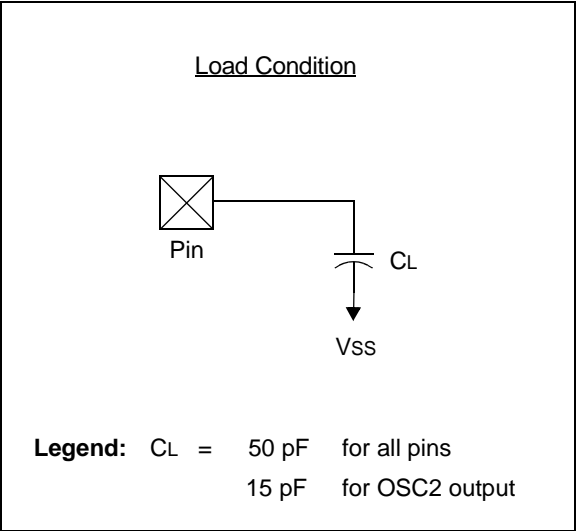 Load Condition
Pin
CL
VSS
Legend: CL = 50 pF for all pins
15 pF for OSC2 output